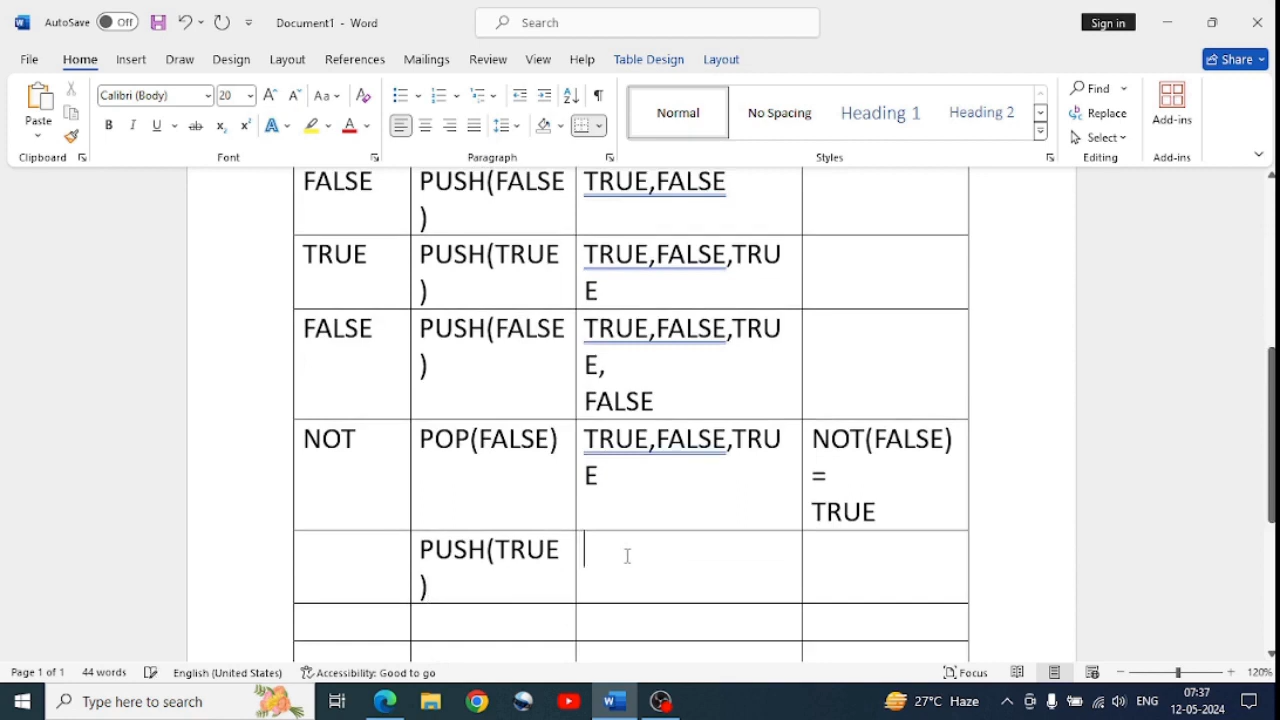 AutoSave Off Document1 - Word Search Sign in
File Home Insert Draw Design Layout References Mailings Review View Help Table Design Layout Share
Paste Calibri (Body) 20 Aa Normal No Spacing Heading 1 Heading 2 Find Replace Select Add-ins
Clipboard Font Paragraph Styles Editing Add-ins
FALSE PUSH(FALSE TRUE,FALSE
)
TRUE PUSH(TRUE TRUE,FALSE,TRU
) E
FALSE PUSH(FALSE TRUE,FALSE,TRU
) E,
FALSE
NOT POP(FALSE) TRUE,FALSE,TRU NOT(FALSE)
E =
TRUE
PUSH(TRUE
)
Page 1 of 1 44 words English (United States) Accessibility: Good to go Focus 120%
Type here to search 27°C Haze ENG 07:37
12-05-2024